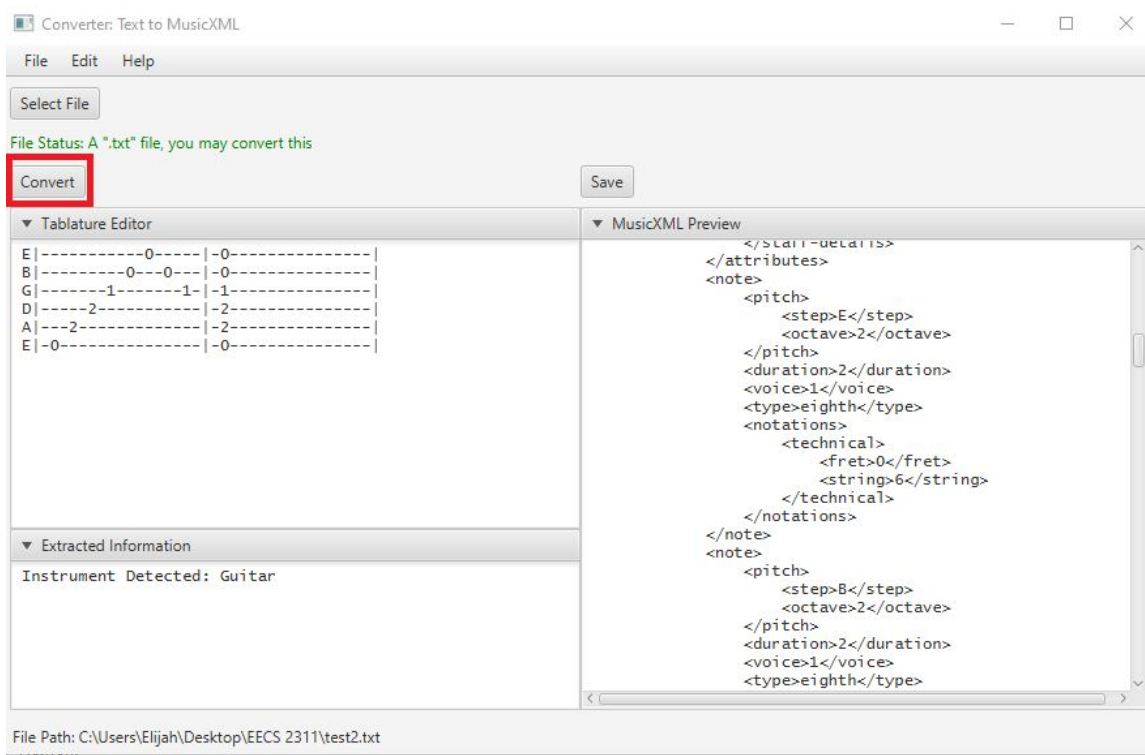 Converter: Text to MusicXML
File Edit Help
Select File
File Status: A ".txt" file, you may convert this
Convert
Save
Tablature Editor
E|-----------0-----|-0---------------|
B|---------0---0---|-0---------------|
G|-------1-------1-|-1---------------|
D|-----2-----------|-2---------------|
A|---2-------------|-2---------------|
E|-0---------------|-0---------------|
Extracted Information
Instrument Detected: Guitar
MusicXML Preview
</staff-details>
</attributes>
<note>
<pitch>
<step>E</step>
<octave>2</octave>
</pitch>
<duration>2</duration>
<voice>1</voice>
<type>eighth</type>
<notations>
<technical>
<fret>0</fret>
<string>6</string>
</technical>
</notations>
</note>
<note>
<pitch>
<step>B</step>
<octave>2</octave>
</pitch>
<duration>2</duration>
<voice>1</voice>
<type>eighth</type>
File Path: C:\Users\Elijah\Desktop\EECS 2311\test2.txt